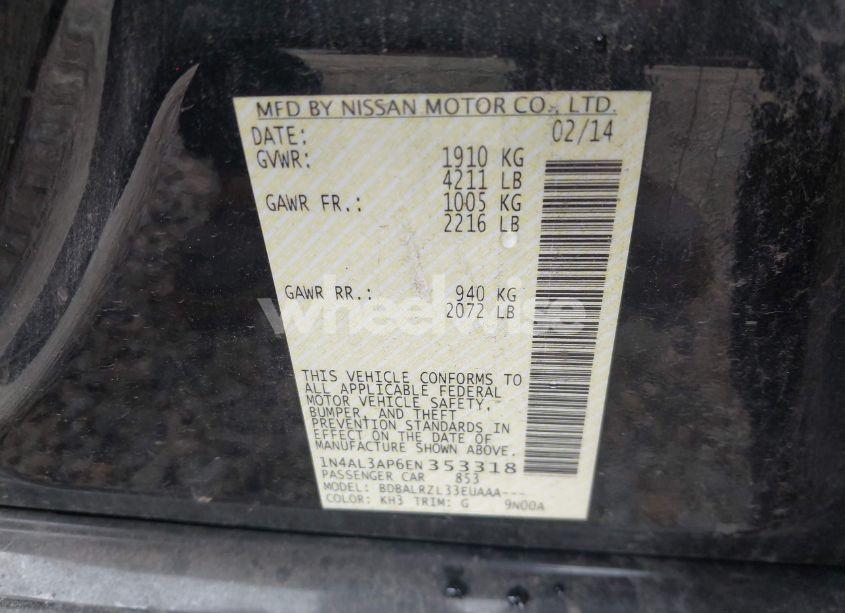 MFD BY NISSAN MOTOR CO., LTD.
DATE: 02/14
GVWR: 1910 KG
4211 LB
GAWR FR.: 1005 KG
2216 LB
GAWR RR.: 940 KG
2072 LB
wheelwise
THIS VEHICLE CONFORMS TO
ALL APPLICABLE FEDERAL
MOTOR VEHICLE SAFETY,
BUMPER, AND THEFT
PREVENTION STANDARDS IN
EFFECT ON THE DATE OF
MANUFACTURE SHOWN ABOVE.
1N4AL3AP6EN353318
PASSENGER CAR 853
MODEL: BDBALRZL33EUAAA---
COLOR: KH3 TRIM: G 9N00A